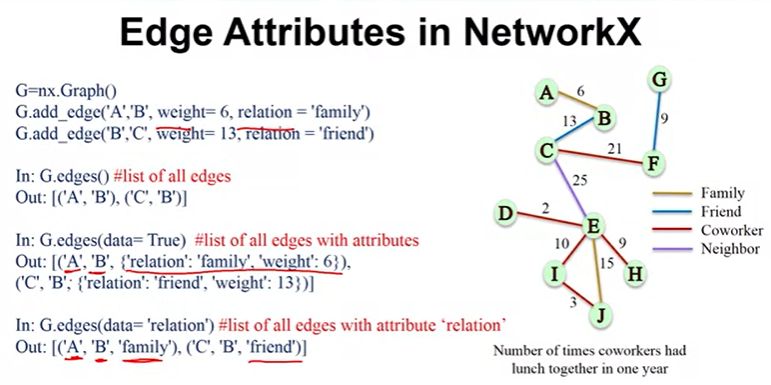 Edge Attributes in NetworkX
G=nx.Graph()
G.add_edge('A','B', weight= 6, relation = 'family')
G.add_edge('B','C', weight= 13, relation = 'friend')
In: G.edges() #list of all edges
Out: [('A', 'B'), ('C', 'B')]
In: G.edges(data= True)  #list of all edges with attributes
Out: [('A', 'B', {'relation': 'family', 'weight': 6}),
('C', 'B', {'relation': 'friend', 'weight': 13})]
In: G.edges(data= 'relation') #list of all edges with attribute ‘relation’
Out: [('A', 'B', 'family'), ('C', 'B', 'friend')]
G
A
6
B
9
13
C
21
F
25
D
2
E
10
9
15
I
H
3
J
Family
Friend
Coworker
Neighbor
Number of times coworkers had
lunch together in one year